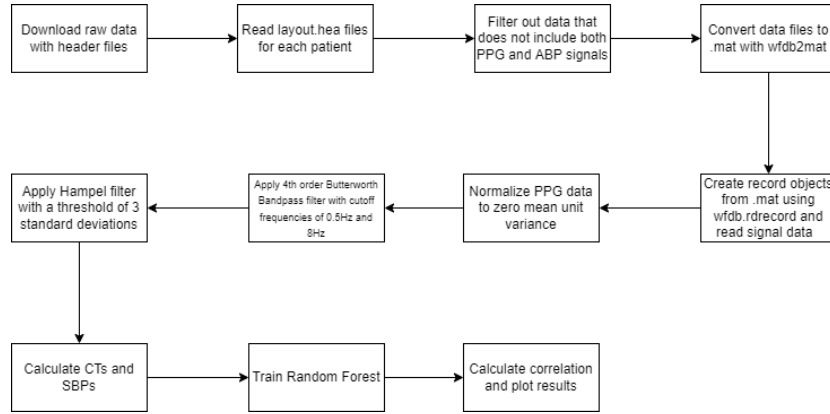 Download raw data
with header files
Read layout.hea files
for each patient
Filter out data that
does not include both
PPG and ABP signals
Convert data files to
.mat with wfdb2mat
Create record objects
from .mat using
wfdb.rdrecord and
read signal data
Normalize PPG data
to zero mean unit
variance
Apply 4th order Butterworth
Bandpass filter with cutoff
frequencies of 0.5Hz and
8Hz
Apply Hampel filter
with a threshold of 3
standard deviations
Calculate CTs and
SBPs
Train Random Forest
Calculate correlation
and plot results